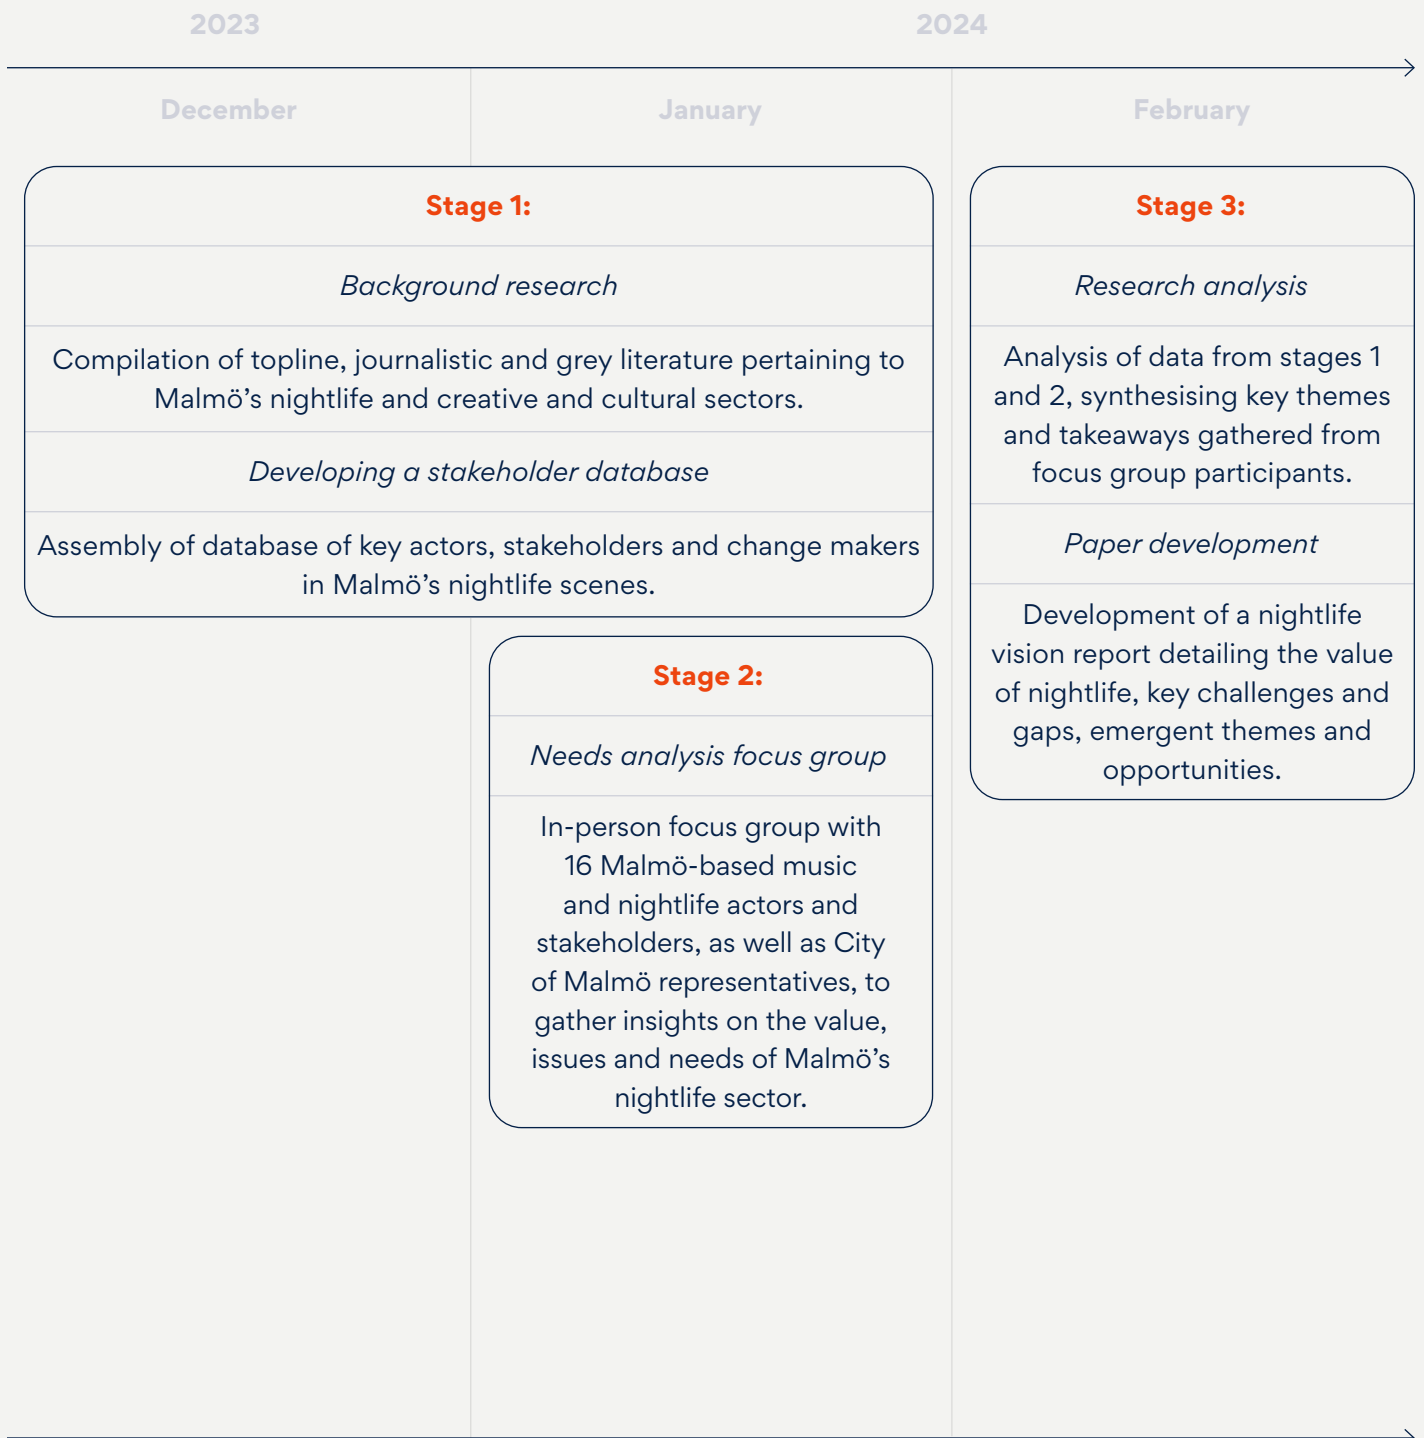 2023
2024
December
January
February
Stage 1:
Background research
Compilation of topline, journalistic and grey literature pertaining to
Malmö’s nightlife and creative and cultural sectors.
Developing a stakeholder database
Assembly of database of key actors, stakeholders and change makers
in Malmö’s nightlife scenes.
Stage 2:
Needs analysis focus group
In-person focus group with
16 Malmö-based music
and nightlife actors and
stakeholders, as well as City
of Malmö representatives, to
gather insights on the value,
issues and needs of Malmö’s
nightlife sector.
Stage 3:
Research analysis
Analysis of data from stages 1
and 2, synthesising key themes
and takeaways gathered from
focus group participants.
Paper development
Development of a nightlife
vision report detailing the value
of nightlife, key challenges and
gaps, emergent themes and
opportunities.